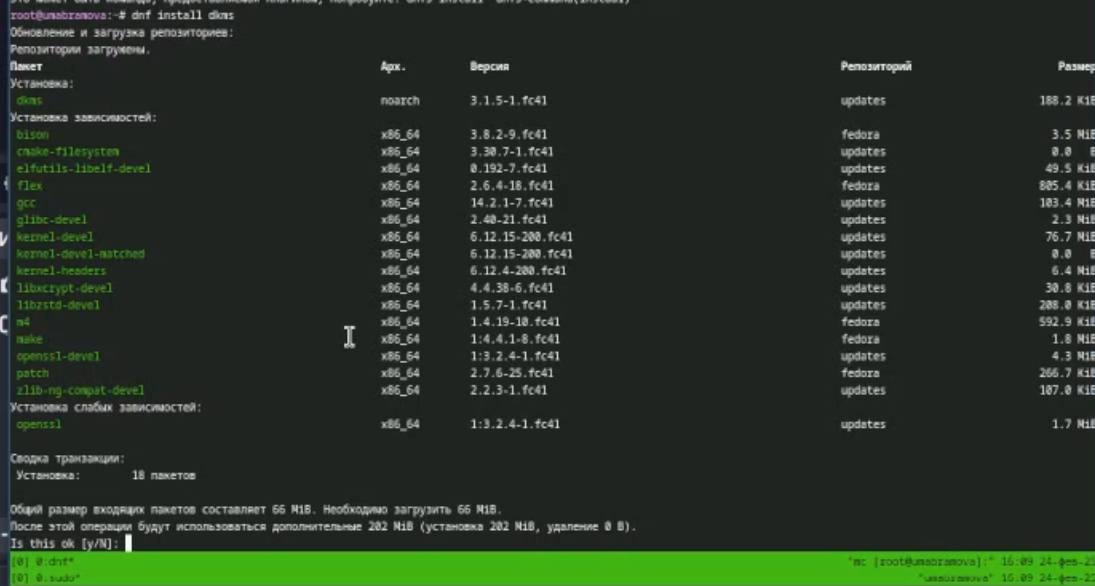 root@umabramova:~# dnf install dkms
Обновление и загрузка репозиториев:
Репозитории загружены.
Пакет Арх. Версия Репозиторий Размер
Установка:
dkms noarch 3.1.5-1.fc41 updates 188.2 KiB
Установка зависимостей:
bison x86_64 3.8.2-9.fc41 fedora 3.5 MiB
cmake-filesystem x86_64 3.30.7-1.fc41 updates 0.0 B
elfutils-libelf-devel x86_64 0.192-7.fc41 updates 49.5 KiB
flex x86_64 2.6.4-18.fc41 fedora 805.4 KiB
gcc x86_64 14.2.1-7.fc41 updates 103.4 MiB
glibc-devel x86_64 2.40-21.fc41 updates 2.3 MiB
kernel-devel x86_64 6.12.15-200.fc41 updates 76.7 MiB
kernel-devel-matched x86_64 6.12.15-200.fc41 updates 0.0 B
kernel-headers x86_64 6.12.4-200.fc41 updates 6.4 MiB
libxcrypt-devel x86_64 4.4.38-6.fc41 updates 30.8 KiB
libzstd-devel x86_64 1.5.7-1.fc41 updates 208.0 KiB
m4 x86_64 1.4.19-10.fc41 fedora 592.9 KiB
make x86_64 1:4.4.1-8.fc41 fedora 1.8 MiB
openssl-devel x86_64 1:3.2.4-1.fc41 updates 4.3 MiB
patch x86_64 2.7.6-25.fc41 fedora 266.7 KiB
zlib-ng-compat-devel x86_64 2.2.3-1.fc41 updates 107.0 KiB
Установка слабых зависимостей:
openssl x86_64 1:3.2.4-1.fc41 updates 1.7 MiB
Сводка транзакции:
Установка: 18 пакетов
Общий размер входящих пакетов составляет 66 MiB. Необходимо загрузить 66 MiB.
После этой операции будут использоваться дополнительные 202 MiB (установка 202 MiB, удаление 0 B).
Is this ok [y/N]:
[0] 0:dnf* "mc [root@umabramova]:" 16:09 24-фев-25
[0] 0:sudo* "umabramova" 16:09 24-фев-25